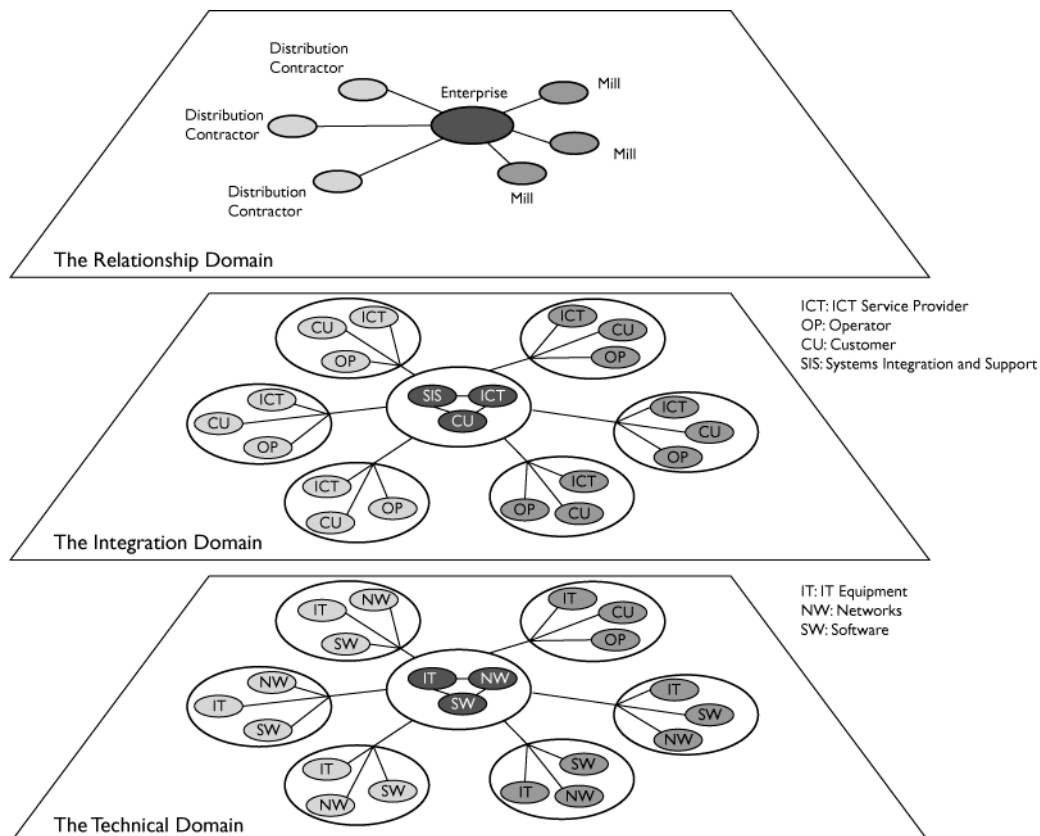 Distribution
Contractor
Enterprise
Mill
Distribution
Contractor
Mill
Distribution
Contractor
Mill
The Relationship Domain
ICT: ICT Service Provider
OP: Operator
CU: Customer
SIS: Systems Integration and Support
ICT
CU
OP
ICT
CU
OP
SIS
ICT
CU
ICT
CU
OP
ICT
CU
OP
ICT
CU
OP
ICT
OP
CU
The Integration Domain
IT: IT Equipment
NW: Networks
SW: Software
NW
IT
SW
IT
CU
OP
IT
NW
SW
NW
IT
SW
IT
SW
NW
IT
NW
SW
SW
IT
NW
The Technical Domain